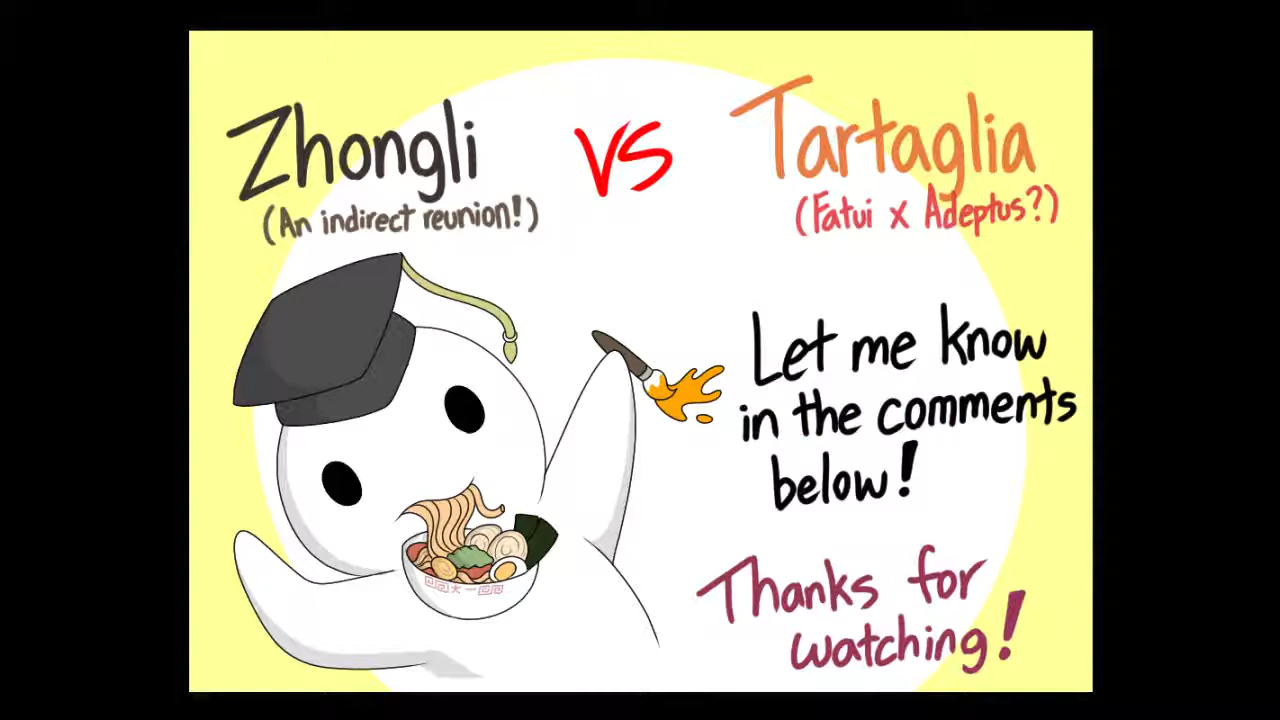 Zhongli vs Tartaglia
(An indirect reunion!) (Fatui x Adeptus?)
Let me know
in the comments
below!
Thanks for
watching!